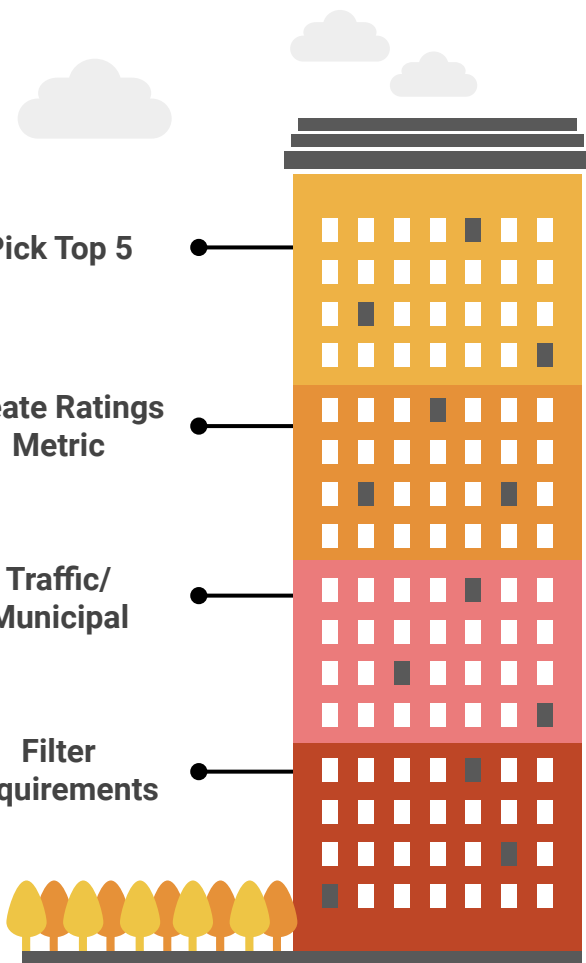 Pick Top 5
eate Ratings
Metric
Traffic/
Municipal
Filter
quirements